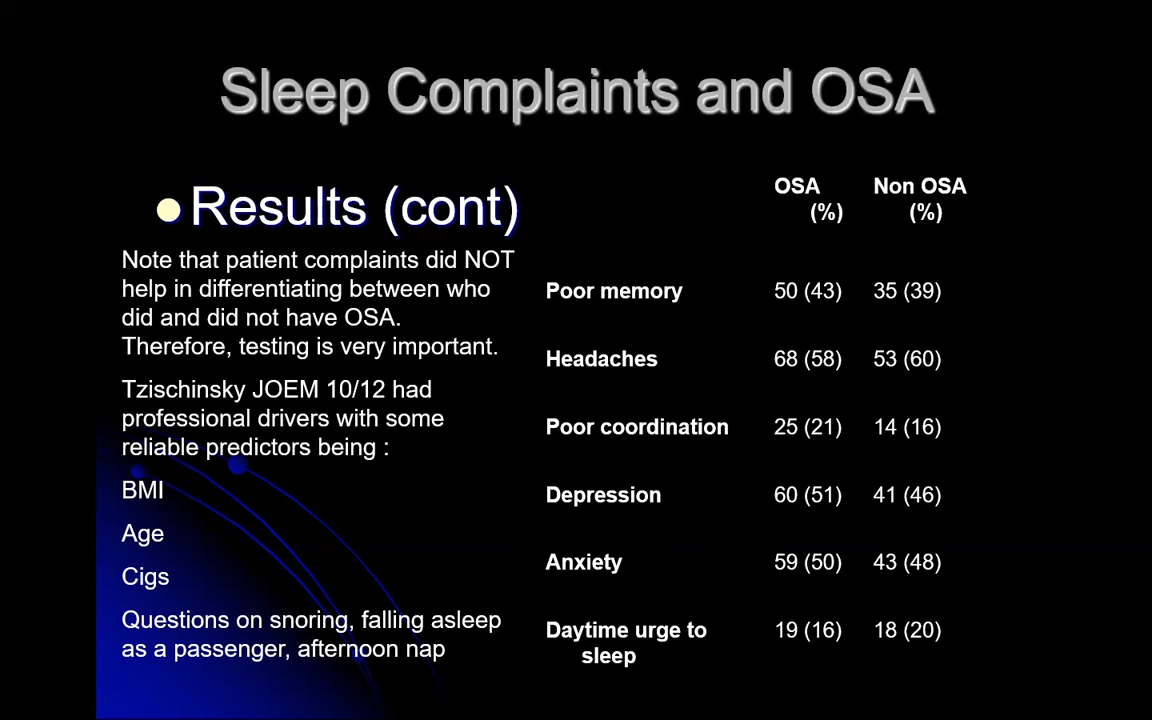 Sleep Complaints and OSA
Results (cont)
Note that patient complaints did NOT
help in differentiating between who
did and did not have OSA.
Therefore, testing is very important.
Tzischinsky JOEM 10/12 had
professional drivers with some
reliable predictors being :
BMI
Age
Cigs
Questions on snoring, falling asleep
as a passenger, afternoon nap
OSA Non OSA
(%) (%)
Poor memory 50 (43) 35 (39)
Headaches 68 (58) 53 (60)
Poor coordination 25 (21) 14 (16)
Depression 60 (51) 41 (46)
Anxiety 59 (50) 43 (48)
Daytime urge to 19 (16) 18 (20)
sleep